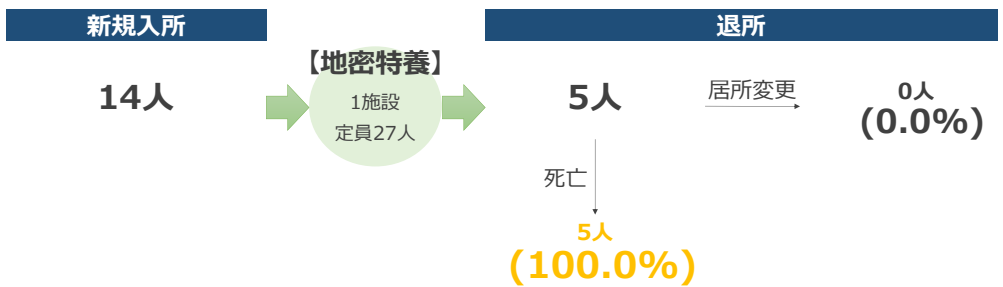 新規入所
退所
【地密特養】
14人
1施設
定員27人
5人
居所変更
0人
(0.0%)
死亡
5人
(100.0%)